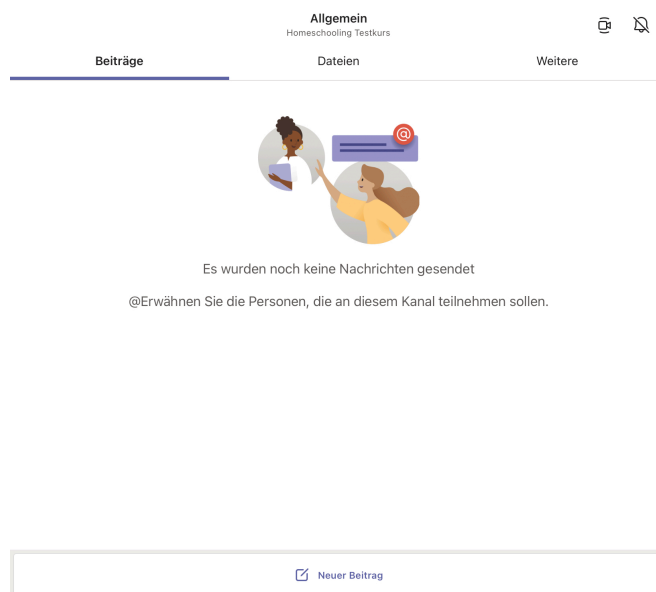 Allgemein
Homeschooling Testkurs
Beiträge
Dateien
Weitere
@
Es wurden noch keine Nachrichten gesendet
@Erwähnen Sie die Personen, die an diesem Kanal teilnehmen sollen.
Neuer Beitrag